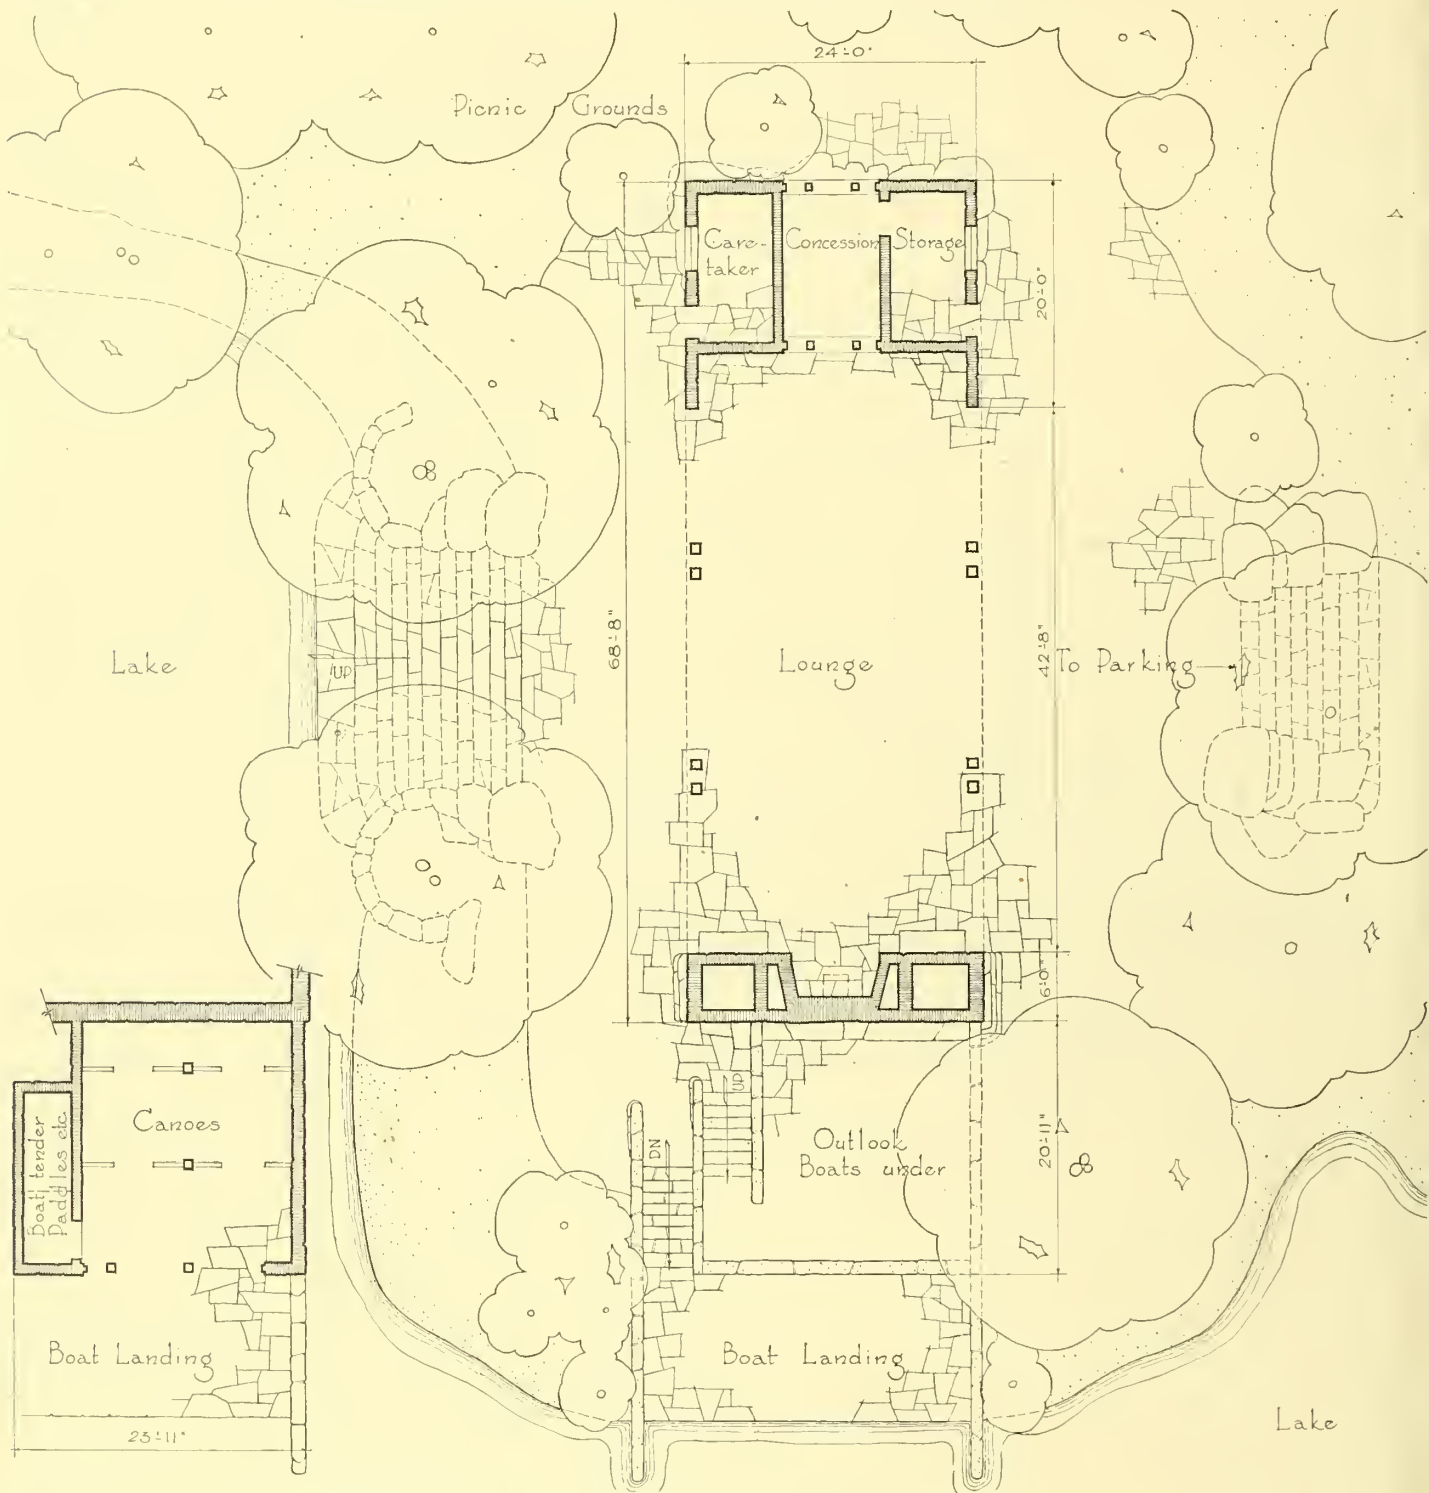 24'-0"
Picnic Grounds
Care-
taker
Concession
Storage
20'-0"
68'-8"
Lake
UP
Lounge
42'-8"
To Parking
6'-0"
Canoes
Boat tender
Paddles etc
UP
DN
Outlook
Boats under
20'-11"
Boat Landing
23'-11"
Boat Landing
Lake